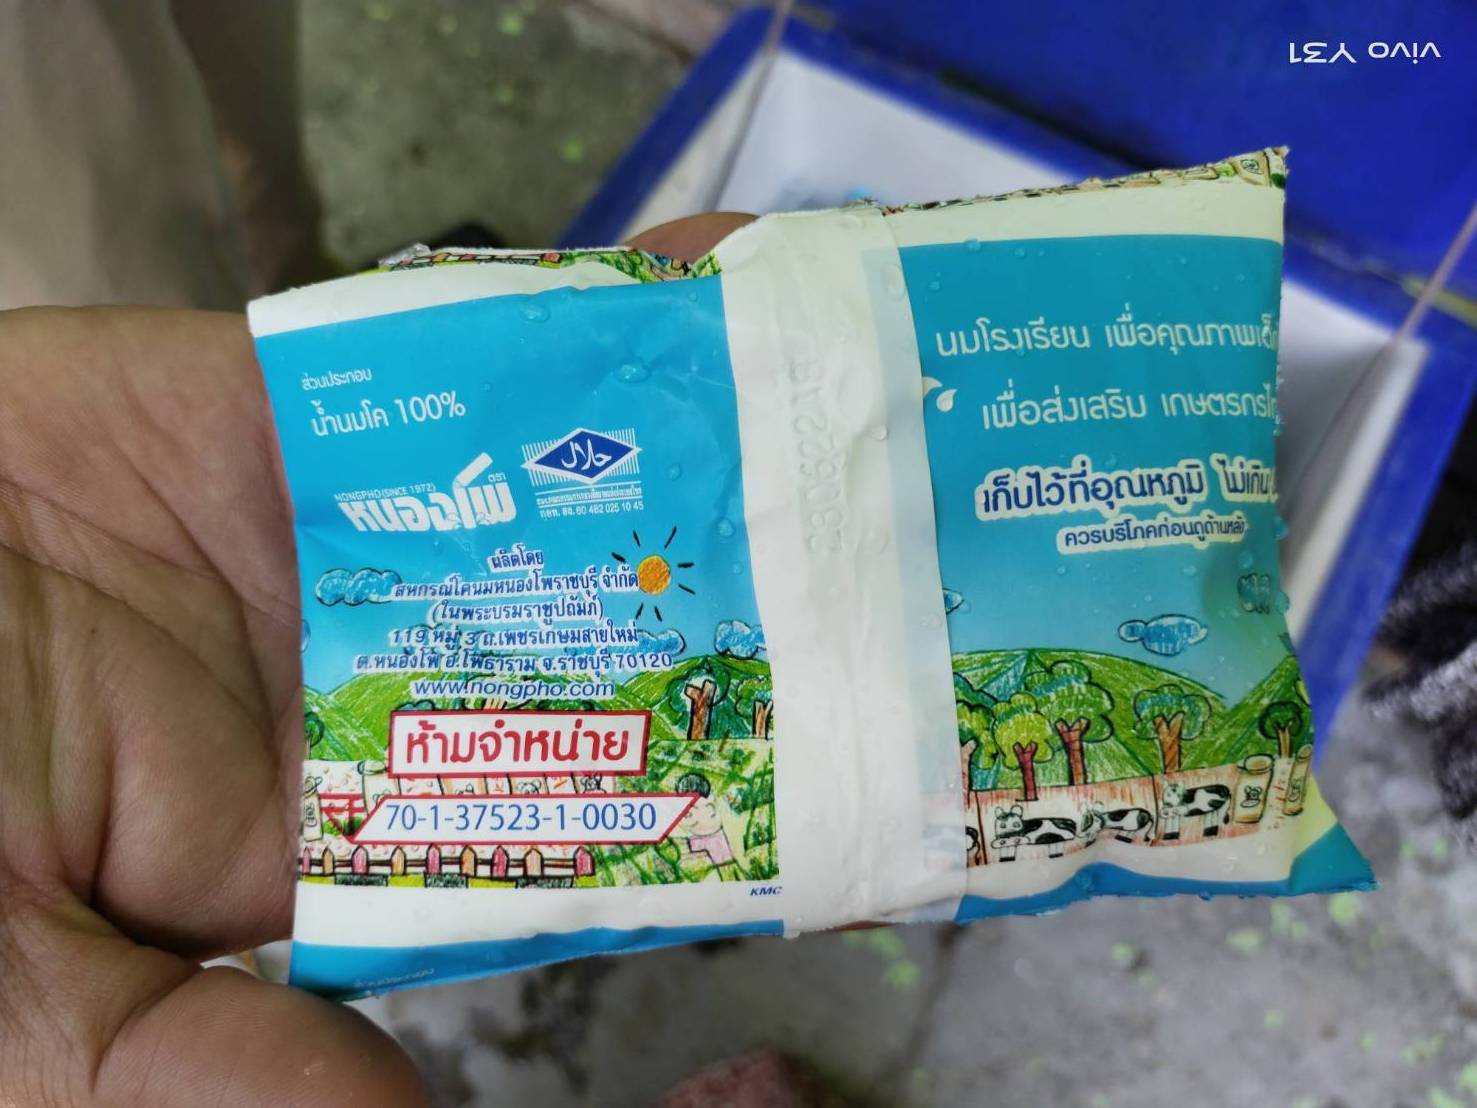 vivo Y31
ส่วนประกอบ
น้ำนมโค 100%
NONGPHO (SINCE 1972)
ตรา
หนองโพ
حلال
กอท. ฮล. 60 482 025 10 45
ผลิตโดย
สหกรณ์โคนมหนองโพราชบุรี จำกัด
(ในพระบรมราชูปถัมภ์)
119 หมู่ 3 ถ.เพชรเกษมสายใหม่
ต.หนองโพ อ.โพธาราม จ.ราชบุรี 70120
www.nongpho.com
ห้ามจำหน่าย
70-1-37523-1-0030
KMC
นมโรงเรียน เพื่อคุณภาพ
เพื่อส่งเสริม
เก็บไว้ที่อุณหภูมิ ไม่เกิน
ควรบริโภคก่อนดูด้านหลัง